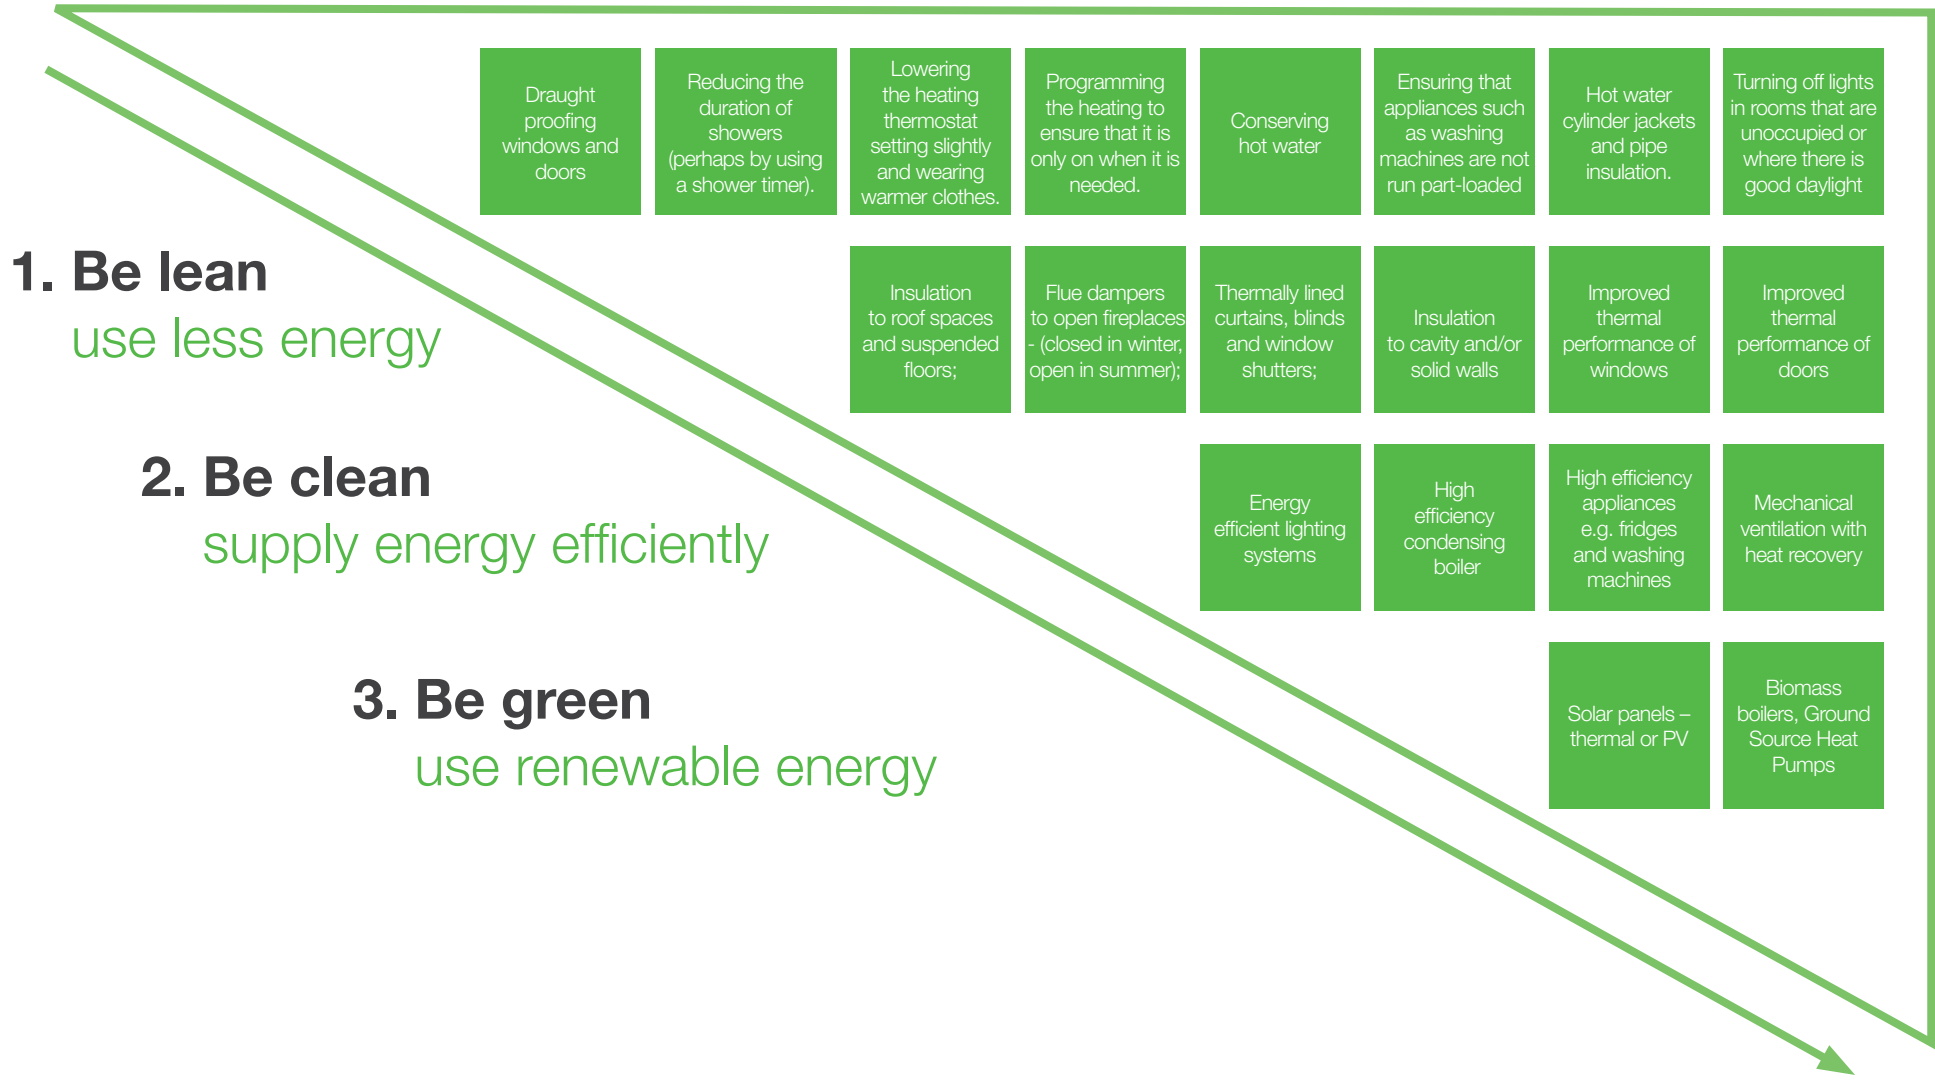 Draught
proofing
windows and
doors
Reducing the
duration of
showers
(perhaps by using
a shower timer).
Lowering
the heating
thermostat
setting slightly
and wearing
warmer clothes.
Programming
the heating to
ensure that it is
only on when it is
needed.
Conserving
hot water
Ensuring that
appliances such
as washing
machines are not
run part-loaded
Hot water
cylinder jackets
and pipe
insulation.
Turning off lights
in rooms that are
unoccupied or
where there is
good daylight
1. Be lean
use less energy
Insulation
to roof spaces
and suspended
floors;
Flue dampers
to open fireplaces
- (closed in winter,
open in summer);
Thermally lined
curtains, blinds
and window
shutters;
Insulation
to cavity and/or
solid walls
Improved
thermal
performance of
windows
Improved
thermal
performance of
doors
2. Be clean
supply energy efficiently
Energy
efficient lighting
systems
High
efficiency
condensing
boiler
High efficiency
appliances
e.g. fridges
and washing
machines
Mechanical
ventilation with
heat recovery
3. Be green
use renewable energy
Solar panels –
thermal or PV
Biomass
boilers, Ground
Source Heat
Pumps